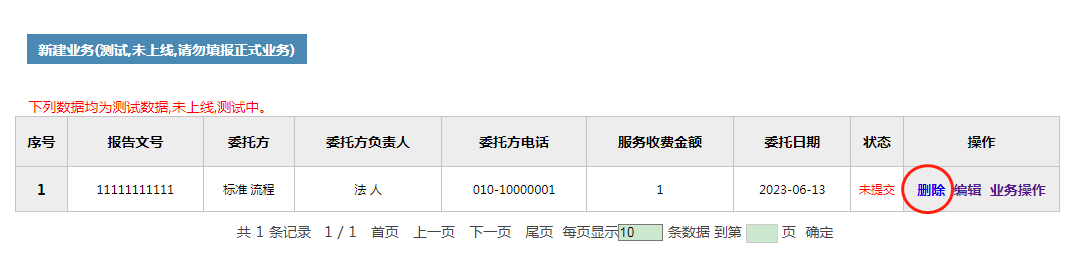 新建业务(测试,未上线,请勿填报正式业务)
下列数据均为测试数据,未上线,测试中。
序号 报告文号 委托方 委托方负责人 委托方电话 服务收费金额 委托日期 状态 操作
1 11111111111 标准 流程 法 人 010-10000001 1 2023-06-13 未提交 删除 编辑 业务操作
共 1 条记录 1 / 1 首页 上一页 下一页 尾页 每页显示10 条数据 到第 页 确定